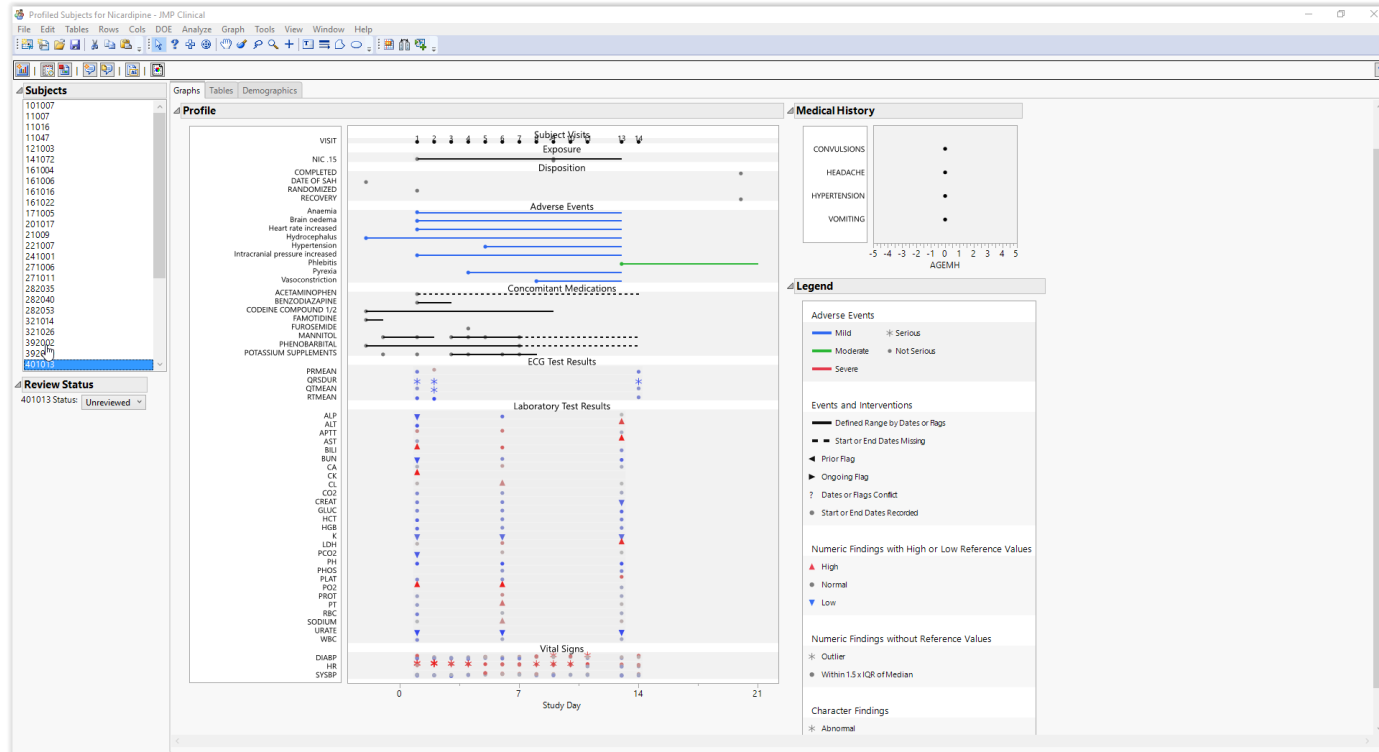 Profiled Subjects for Nicardipine - JMP Clinical
File Edit Tables Rows Cols DOE Analyze Graph Tools View Window Help
Subjects
101007
11007
11016
11047
121003
141072
161004
161006
161016
161022
171005
201017
21009
221007
241001
271006
271011
282035
282040
282053
321014
321026
392002
401013
Review Status
401013 Status: Unreviewed
Graphs Tables Demographics
Profile
Subject Visits
VISIT 1 2 3 4 5 6 7 8 9 10 11 13 14
Exposure
NIC .15
Disposition
COMPLETED
DATE OF SAH
RANDOMIZED
RECOVERY
Adverse Events
Anaemia
Brain oedema
Heart rate increased
Hydrocephalus
Hypertension
Intracranial pressure increased
Phlebitis
Pyrexia
Vasoconstriction
Concomitant Medications
ACETAMINOPHEN
BENZODIAZAPINE
CODEINE COMPOUND 1/2
FAMOTIDINE
FUROSEMIDE
MANNITOL
PHENOBARBITAL
POTASSIUM SUPPLEMENTS
ECG Test Results
PRMEAN
QRSDUR
QTMEAN
RTMEAN
Laboratory Test Results
ALP
ALT
APTT
AST
BILI
BUN
CA
CK
CL
CO2
CREAT
GLUC
HCT
HGB
K
LDH
PCO2
PH
PHOS
PLAT
PO2
PROT
PT
RBC
SODIUM
URATE
WBC
Vital Signs
DIABP
HR
SYSBP
0 7 14 21
Study Day
Medical History
CONVULSIONS
HEADACHE
HYPERTENSION
VOMITING
-5 -4 -3 -2 -1 0 1 2 3 4 5
AGEMH
Legend
Adverse Events
Mild Serious
Moderate Not Serious
Severe
Events and Interventions
Defined Range by Dates or Flags
Start or End Dates Missing
Prior Flag
Ongoing Flag
? Dates or Flags Conflict
Start or End Dates Recorded
Numeric Findings with High or Low Reference Values
High
Normal
Low
Numeric Findings without Reference Values
Outlier
Within 1.5 x IQR of Median
Character Findings
Abnormal